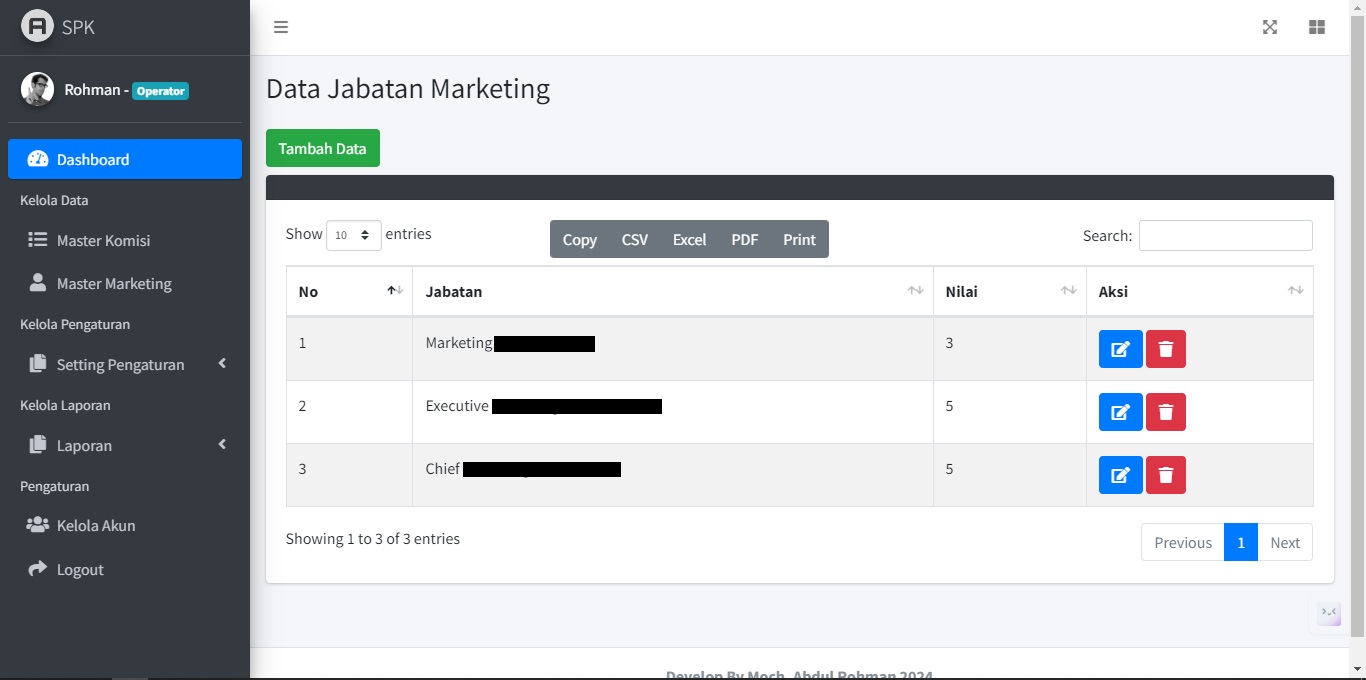 SPK
Rohman - Operator
Dashboard
Kelola Data
Master Komisi
Master Marketing
Kelola Pengaturan
Setting Pengaturan
Kelola Laporan
Laporan
Pengaturan
Kelola Akun
Logout
Data Jabatan Marketing
Tambah Data
Show 10 entries
Copy CSV Excel PDF Print
Search:
No Jabatan Nilai Aksi
1 Marketing 3
2 Executive 5
3 Chief 5
Showing 1 to 3 of 3 entries
Previous 1 Next
Develop By Moch. Abdul Rohman 2024